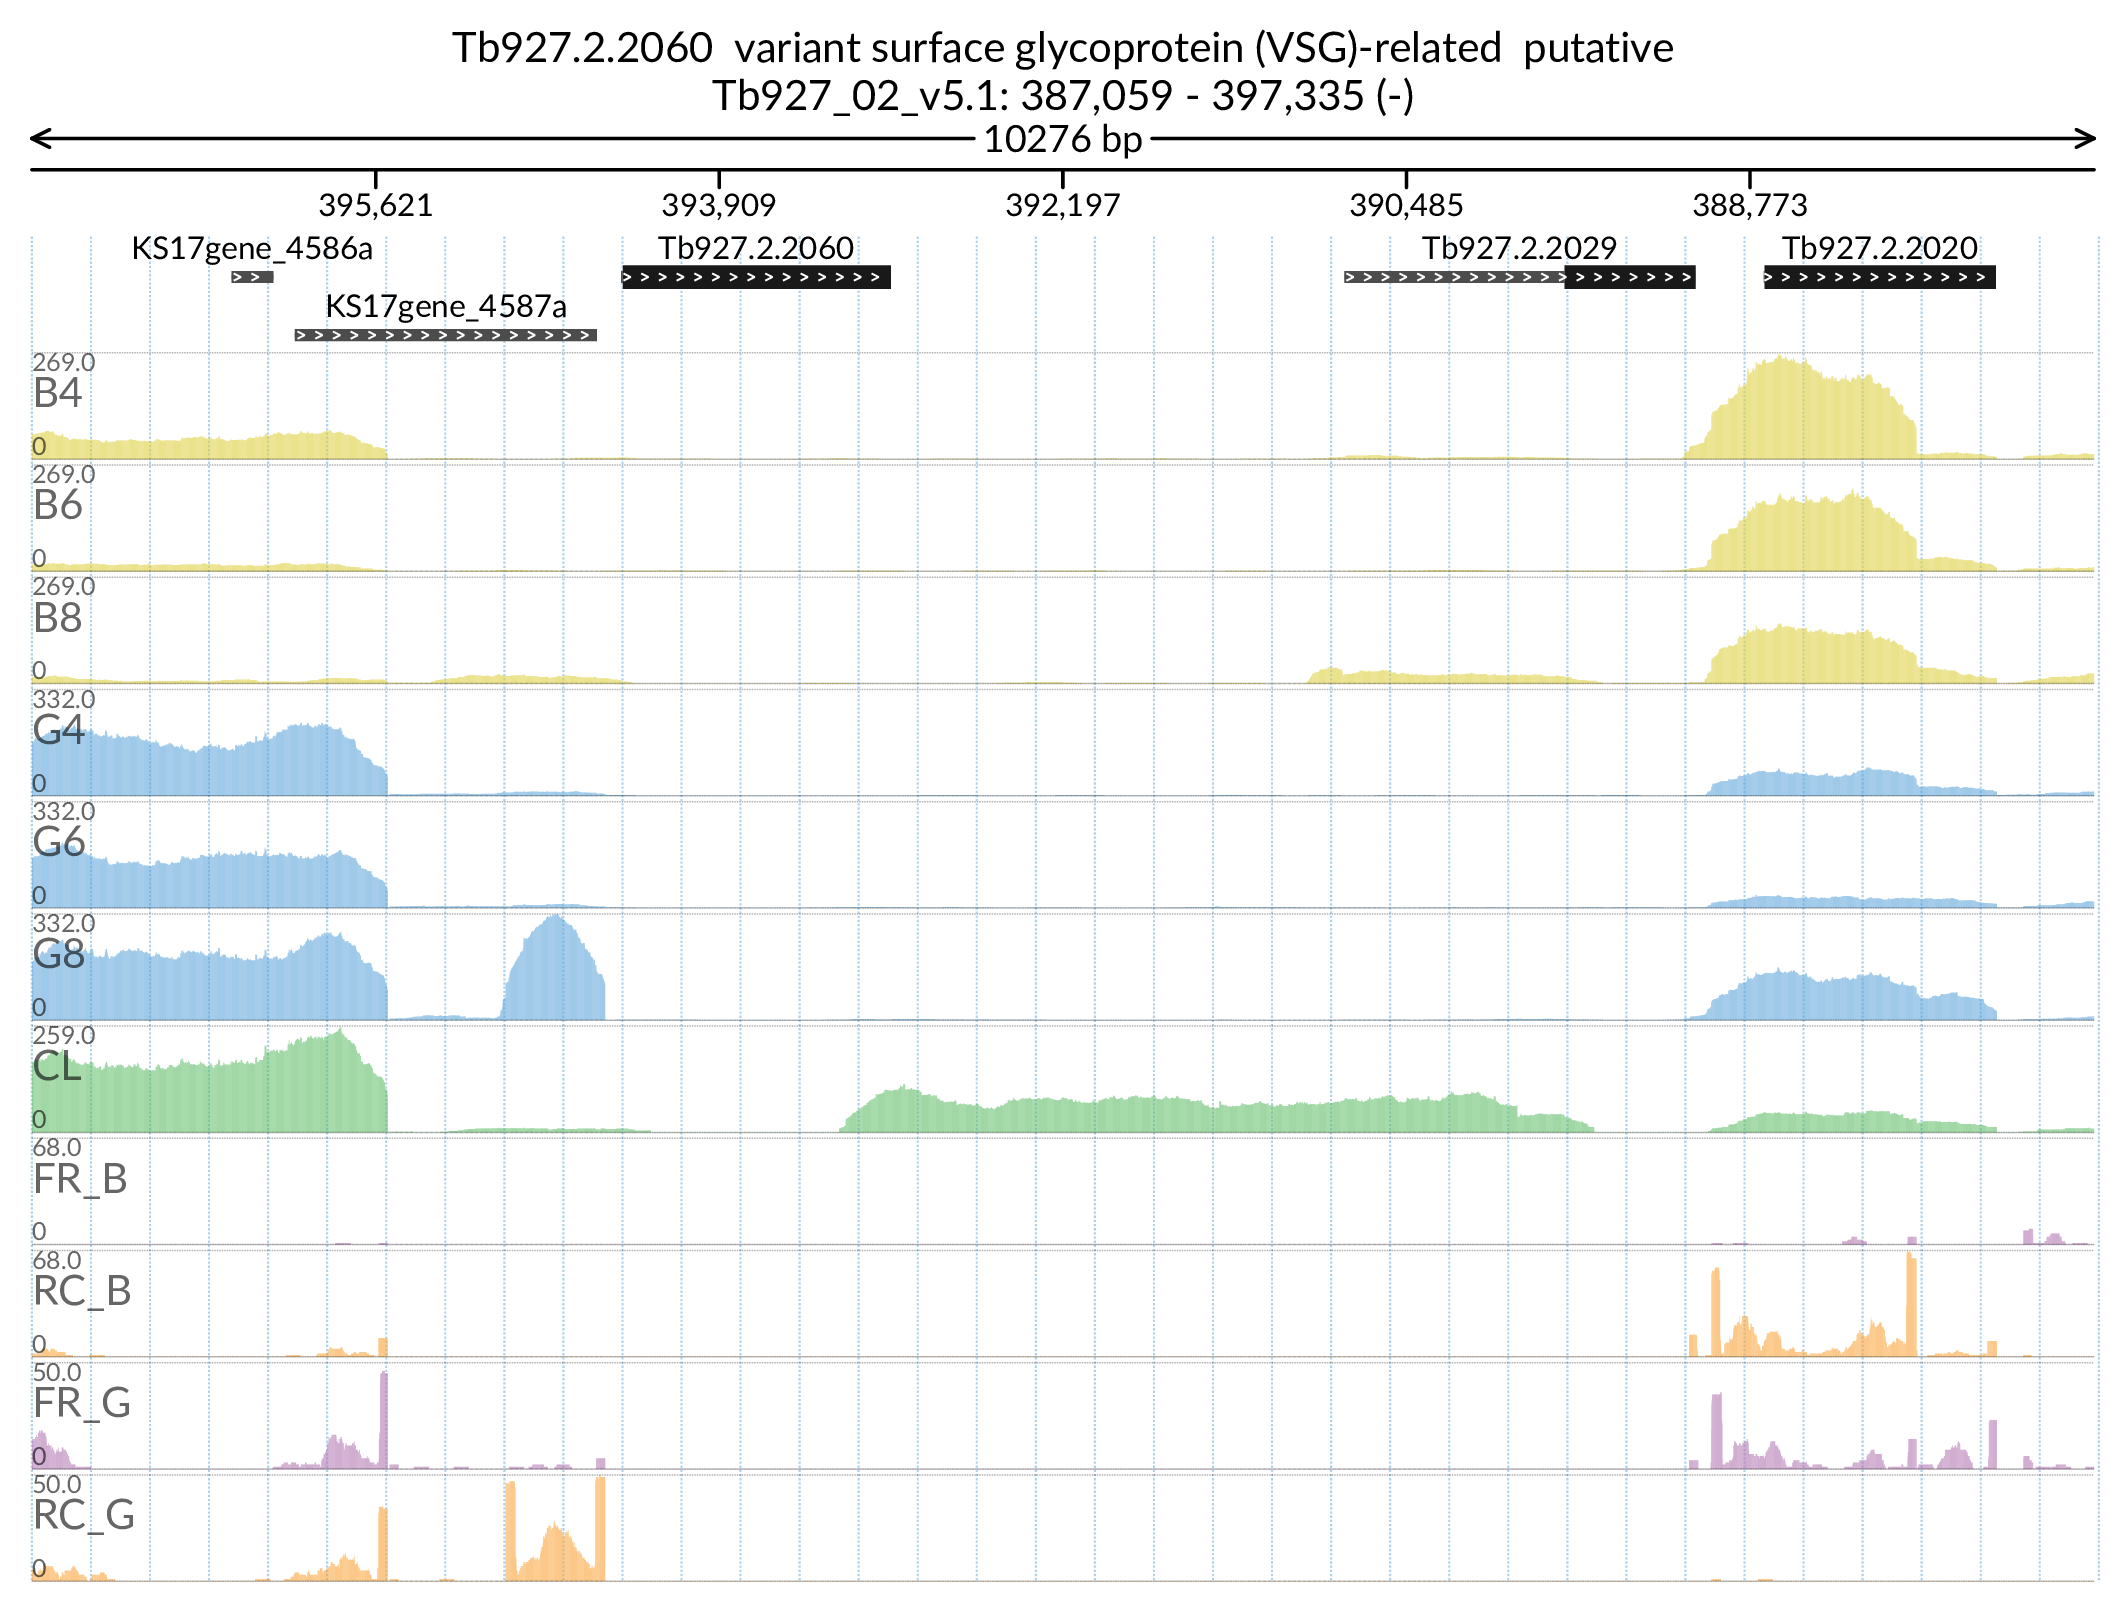 Tb927.2.2060  variant surface glycoprotein (VSG)-related  putative
Tb927_02_v5.1: 387,059 - 397,335 (-)
10276 bp
395,621 393,909 392,197 390,485 388,773
KS17gene_4586a Tb927.2.2060 Tb927.2.2029 Tb927.2.2020
KS17gene_4587a
269.0
B4
0
269.0
B6
0
269.0
B8
0
332.0
G4
0
332.0
G6
0
332.0
G8
0
259.0
CL
0
68.0
FR_B
0
68.0
RC_B
0
50.0
FR_G
0
50.0
RC_G
0